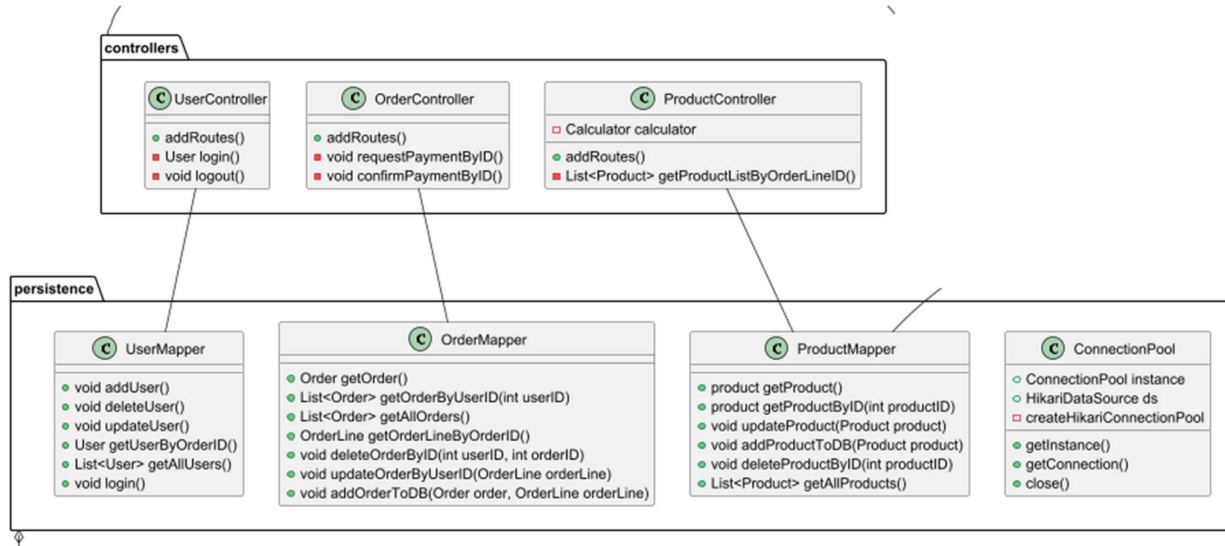 controllers
C UserController
addRoutes()
User login()
void logout()
C OrderController
addRoutes()
void requestPaymentByID()
void confirmPaymentByID()
C ProductController
Calculator calculator
addRoutes()
List<Product> getProductListByOrderLineID()
persistence
C UserMapper
void addUser()
void deleteUser()
void updateUser()
User getUserByOrderID()
List<User> getAllUsers()
void login()
C OrderMapper
Order getOrder()
List<Order> getOrderByUserID(int userID)
List<Order> getAllOrders()
OrderLine getOrderLineByOrderID()
void deleteOrderByID(int userID, int orderID)
void updateOrderByUserID(OrderLine orderLine)
void addOrderToDB(Order order, OrderLine orderLine)
C ProductMapper
product getProduct()
product getProductByID(int productID)
void updateProduct(Product product)
void addProductToDB(Product product)
void deleteProductByID(int productID)
List<Product> getAllProducts()
C ConnectionPool
ConnectionPool instance
HikariDataSource ds
createHikariConnectionPool
getInstance()
getConnection()
close()